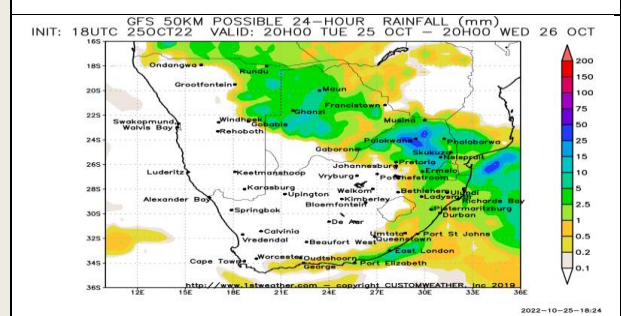 GFS 50KM POSSIBLE 24-HOUR RAINFALL (mm)
INIT: 18UTC 25OCT22 VALID: 20H00 TUE 25 OCT - 20H00 WED 26 OCT
16S
18S
20S
22S
24S
26S
28S
30S
32S
34S
36S
Ondangwa
Rundu
Grootfontein
Maun
Francistown
Ghanzi
Windhoek
Gobabis
Swakopmund
Walvis Bay
Rehoboth
Musina
Polokwane
Phalaborwa
Gaborone
Skukuza
Nelspruit
Johannesburg
Pretoria
Ermelo
Luderitz
Keetmanshoop
Vryburg
Potchefstroom
Karasburg
Upington
Welkom
Bethlehem
Ulundi
Kimberley
Ladysmith
Richards Bay
Alexander Bay
Bloemfontein
Pietermaritzburg
Springbok
Durban
De Aar
Calvinia
Umtata
Port St Johns
Vredendal
Beaufort West
Queenstown
East London
Worcester
Oudtshoorn
Cape Town
George
Port Elizabeth
http://www.1stweather.com - copyright CUSTOMWEATHER, Inc 2019
12E 15E 18E 21E 24E 27E 30E 33E 36E
200
150
100
75
50
25
15
10
5
2.5
1
0.5
0.2
0.1
2022-10-25-18:24